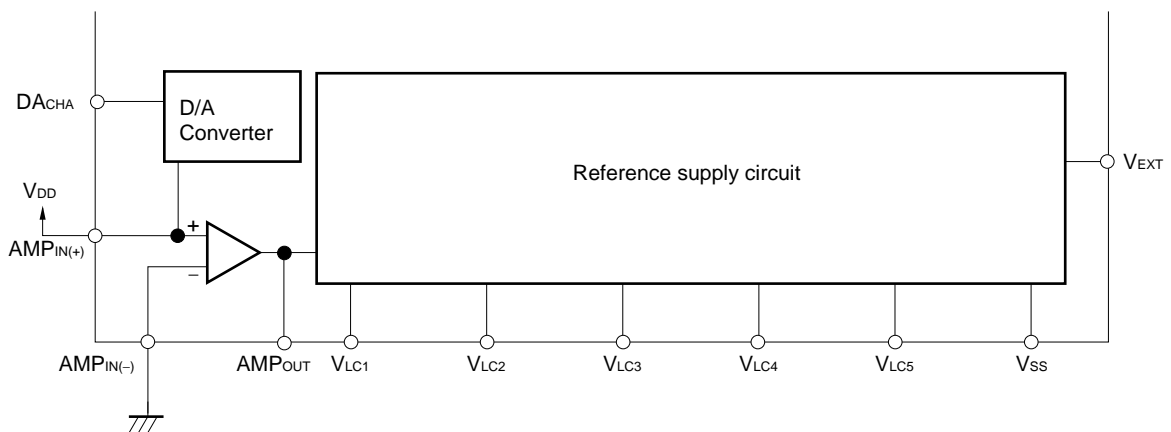 DACHA
D/A
Converter
Reference supply circuit
VEXT
VDD
+
AMPIN(+)
−
AMPIN(−)
AMPOUT
VLC1
VLC2
VLC3
VLC4
VLC5
VSS